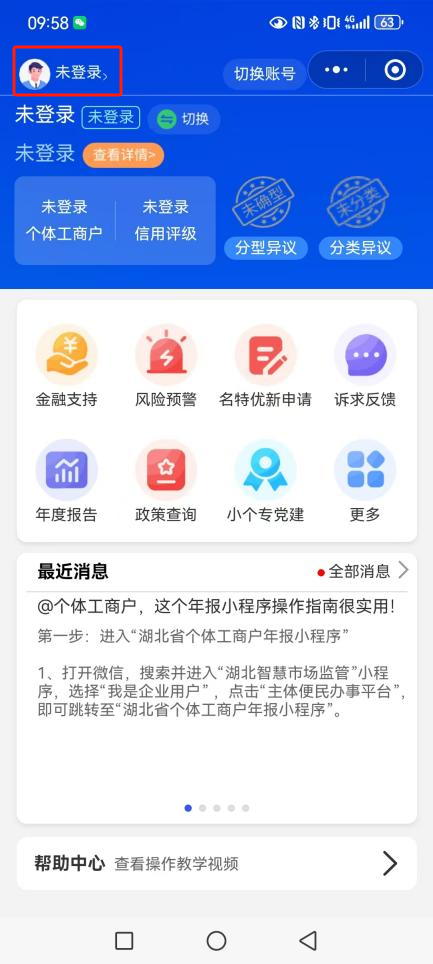 09:58
4G
63
未登录
切换账号
未登录 未登录 切换
未登录 查看详情>
未登录 未登录
个体工商户 信用评级
未确型 未分类
分型异议 分类异议
金融支持 风险预警 名特优新申请 诉求反馈
年度报告 政策查询 小个专党建 更多
最近消息 全部消息
@个体工商户，这个年报小程序操作指南很实用！
第一步：进入“湖北省个体工商户年报小程序”
1、打开微信，搜索并进入“湖北智慧市场监管”小程
序，选择“我是企业用户”，点击“主体便民办事平台”，
即可跳转至“湖北省个体工商户年报小程序”。
帮助中心 查看操作教学视频